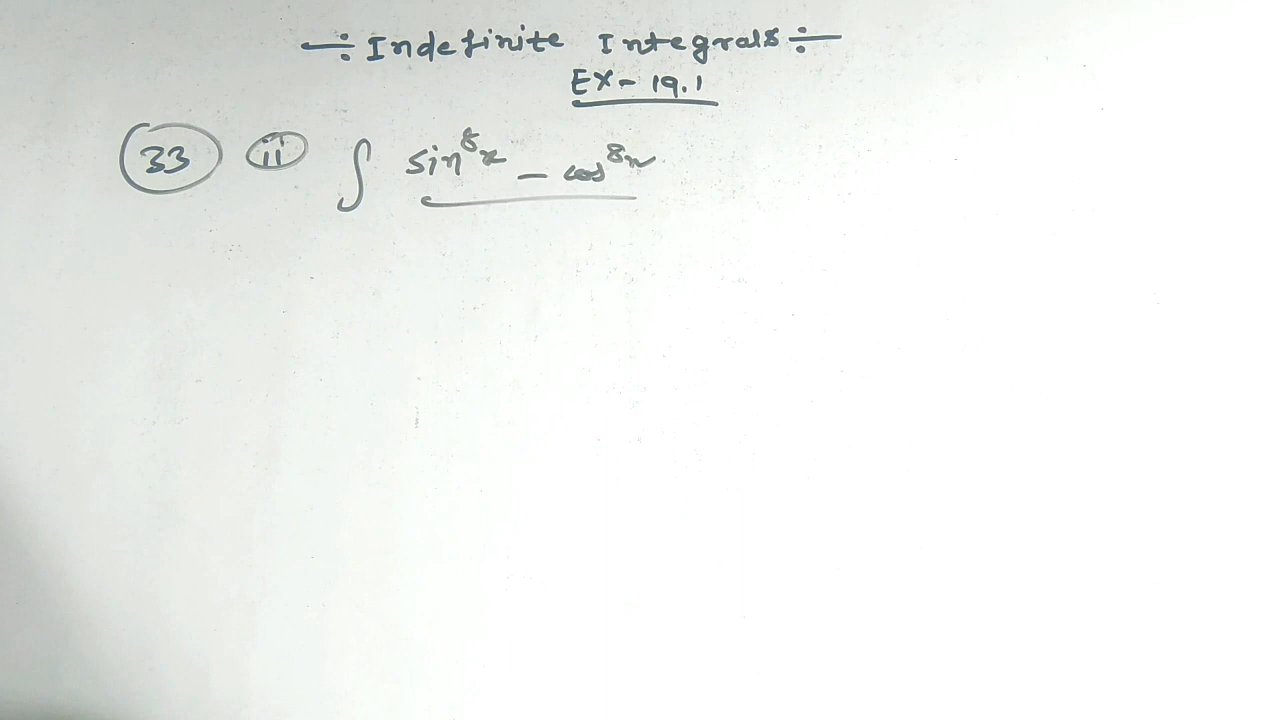 ÷ Indefinite Integrals ÷
EX- 19.1
33 ii ∫ sin⁸x - cos⁸x